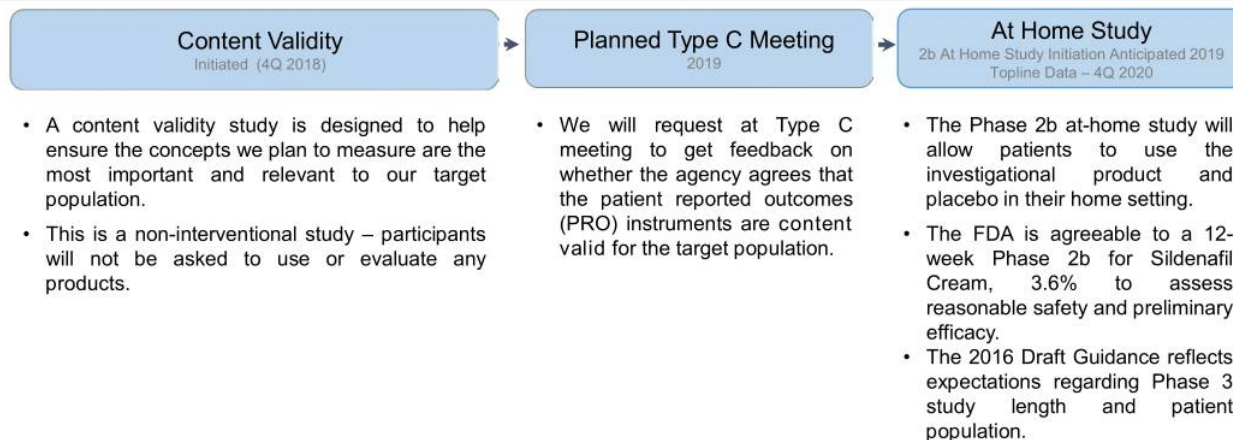 Content Validity
Initiated (4Q 2018)
Planned Type C Meeting
2019
At Home Study
2b At Home Study Initiation Anticipated 2019
Topline Data – 4Q 2020
• A content validity study is designed to help
ensure the concepts we plan to measure are the
most important and relevant to our target
population.
• This is a non-interventional study – participants
will not be asked to use or evaluate any
products.
• We will request at Type C
meeting to get feedback on
whether the agency agrees that
the patient reported outcomes
(PRO) instruments are content
valid for the target population.
• The Phase 2b at-home study will
allow patients to use the
investigational product and
placebo in their home setting.
• The FDA is agreeable to a 12-
week Phase 2b for Sildenafil
Cream, 3.6% to assess
reasonable safety and preliminary
efficacy.
• The 2016 Draft Guidance reflects
expectations regarding Phase 3
study length and patient
population.